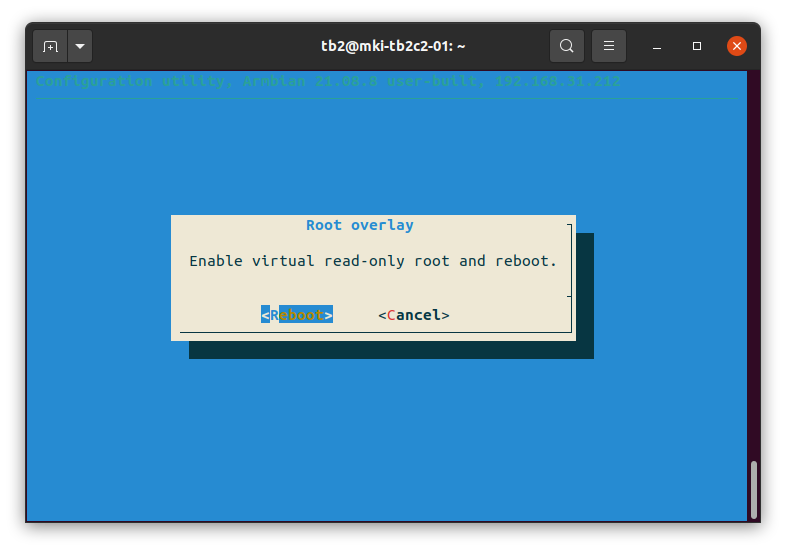 tb2@mki-tb2c2-01: ~
Configuration utility, Armbian 21.08.8 user-built, 192.168.31.212
Root overlay
Enable virtual read-only root and reboot.
<Reboot> <Cancel>